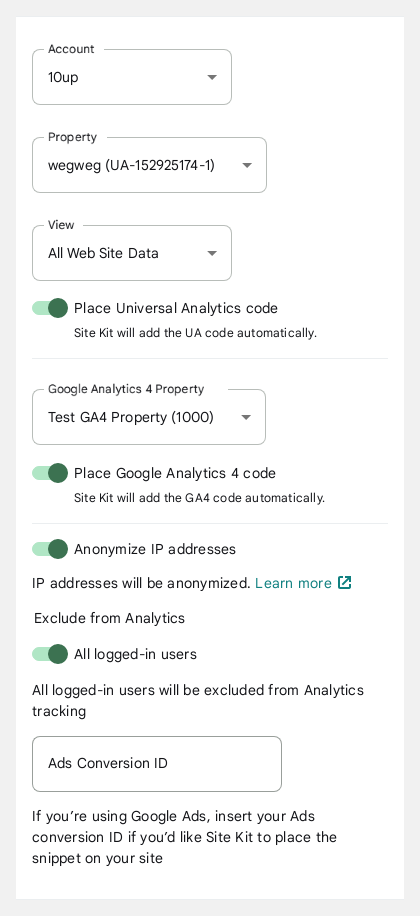 Account
10up
Property
wegweg (UA-152925174-1)
View
All Web Site Data
Place Universal Analytics code
Site Kit will add the UA code automatically.
Google Analytics 4 Property
Test GA4 Property (1000)
Place Google Analytics 4 code
Site Kit will add the GA4 code automatically.
Anonymize IP addresses
IP addresses will be anonymized. Learn more
Exclude from Analytics
All logged-in users
All logged-in users will be excluded from Analytics
tracking
Ads Conversion ID
If you’re using Google Ads, insert your Ads
conversion ID if you’d like Site Kit to place the
snippet on your site